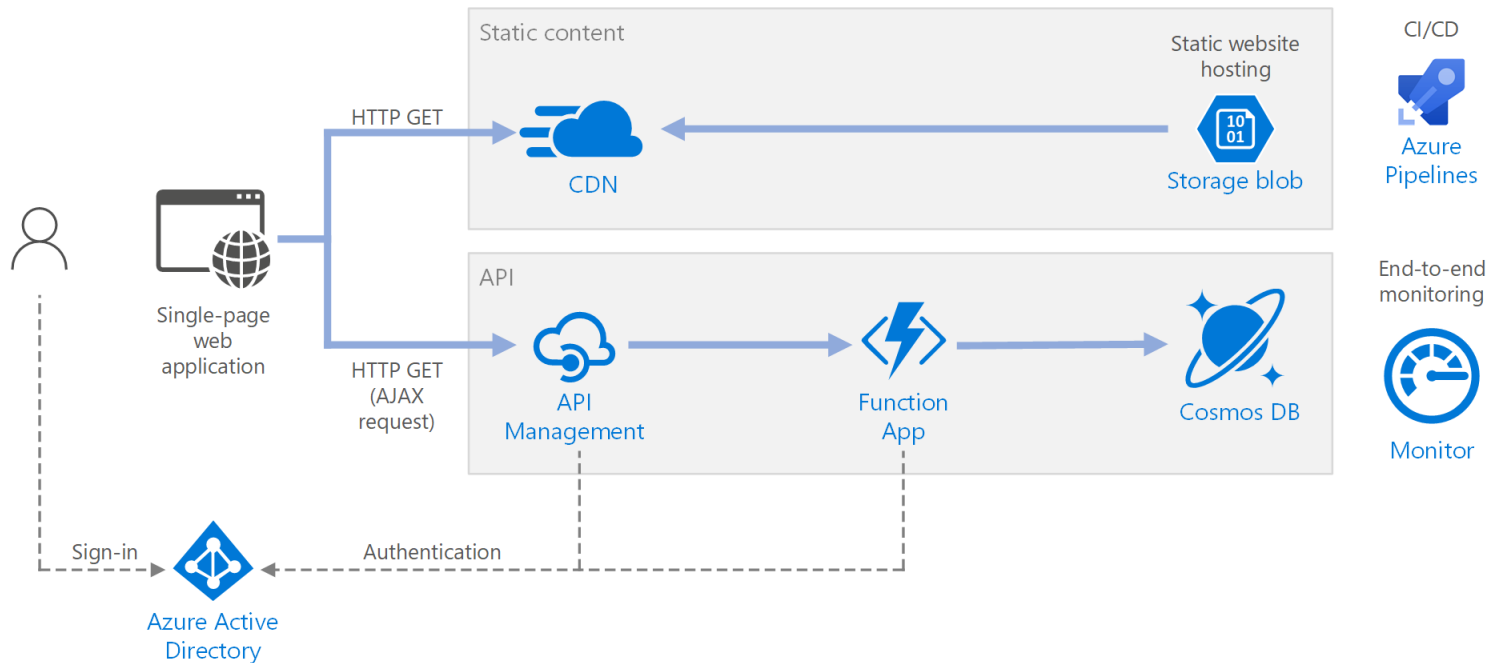 Static content
Static website
hosting
CI/CD
HTTP GET
10
01
CDN
Storage blob
Azure
Pipelines
Single-page
web
application
API
HTTP GET
(AJAX
request)
API
Management
Function
App
Cosmos DB
End-to-end
monitoring
Monitor
Sign-in
Authentication
Azure Active
Directory